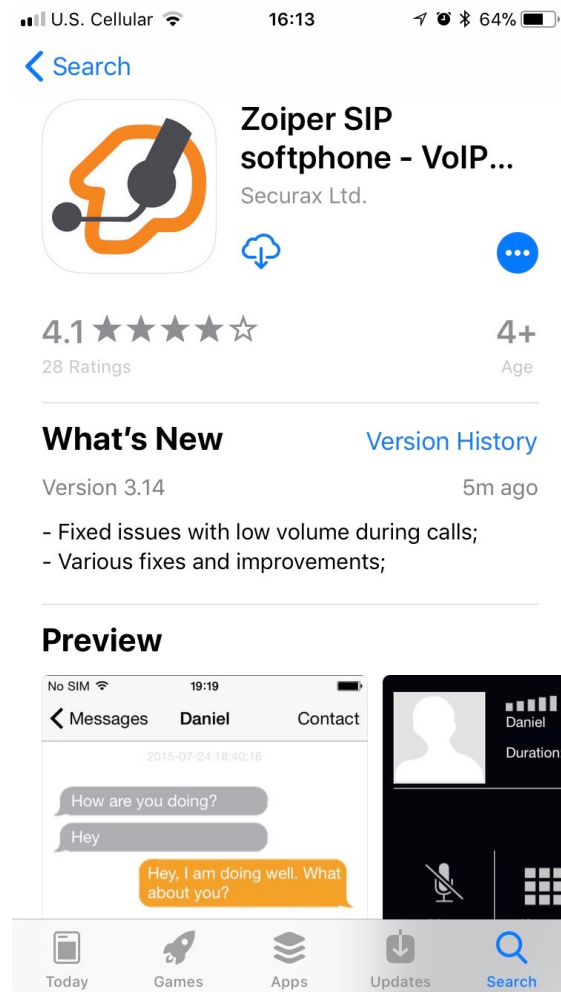 U.S. Cellular 16:13 64%
Search
Zoiper SIP
softphone - VoIP...
Securax Ltd.
4.1 4+
28 Ratings Age
What's New Version History
Version 3.14 5m ago
- Fixed issues with low volume during calls;
- Various fixes and improvements;
Preview
No SIM 19:19
Messages Daniel Contact
2015-07-24 18:40:16
How are you doing?
Hey
Hey, I am doing well. What
about you?
Daniel
Duration:
Today Games Apps Updates Search